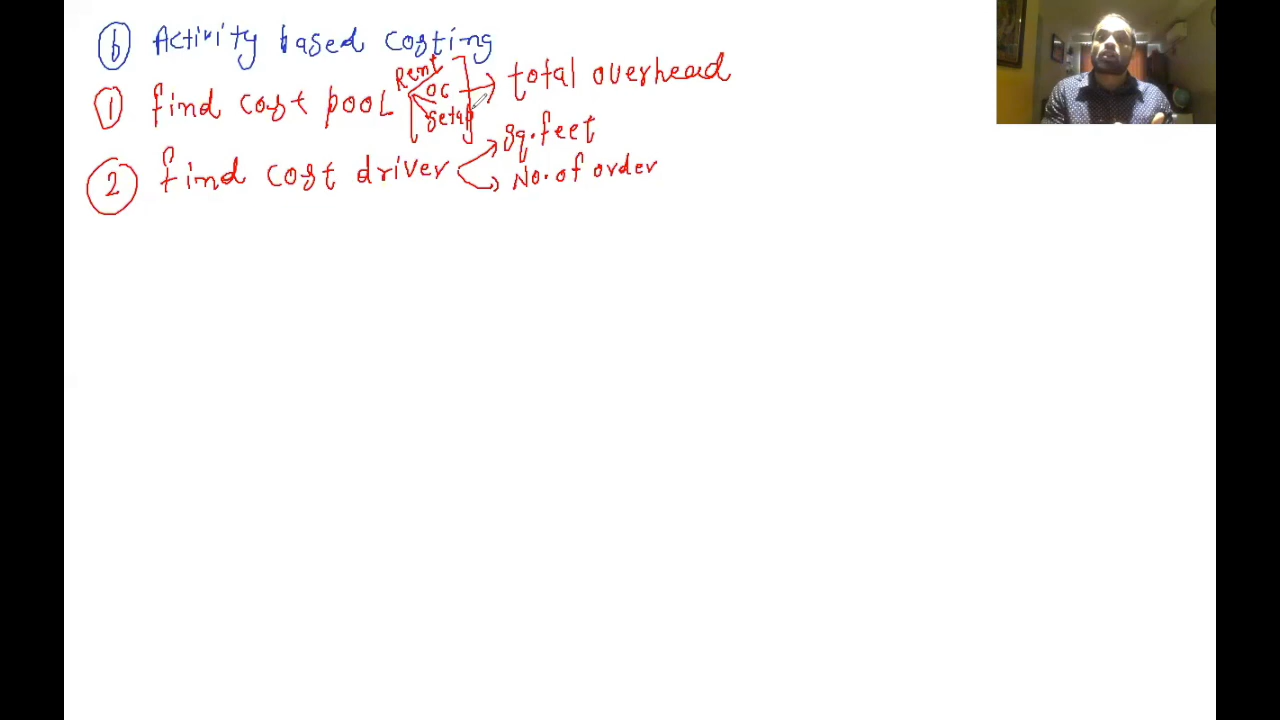 b Activity based costing
1 find cost pooL Rent OC setup total overhead
2 find cost driver sq.feet No. of order